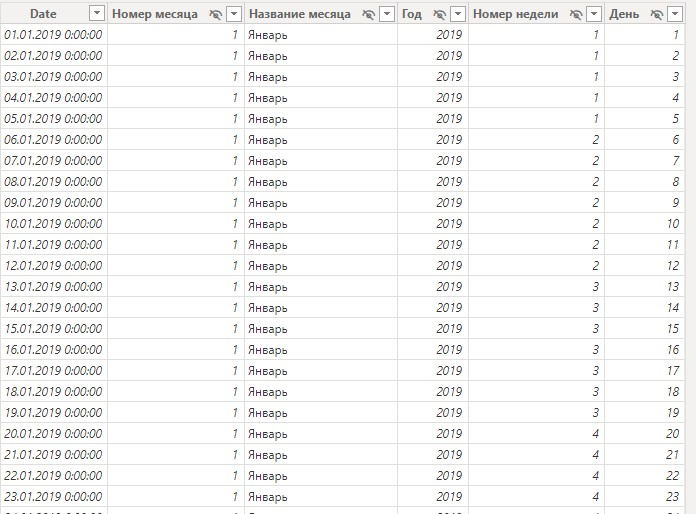 Date Номер месяца Название месяца Год Номер недели День
01.01.2019 0:00:00 1 Январь 2019 1 1
02.01.2019 0:00:00 1 Январь 2019 1 2
03.01.2019 0:00:00 1 Январь 2019 1 3
04.01.2019 0:00:00 1 Январь 2019 1 4
05.01.2019 0:00:00 1 Январь 2019 1 5
06.01.2019 0:00:00 1 Январь 2019 2 6
07.01.2019 0:00:00 1 Январь 2019 2 7
08.01.2019 0:00:00 1 Январь 2019 2 8
09.01.2019 0:00:00 1 Январь 2019 2 9
10.01.2019 0:00:00 1 Январь 2019 2 10
11.01.2019 0:00:00 1 Январь 2019 2 11
12.01.2019 0:00:00 1 Январь 2019 2 12
13.01.2019 0:00:00 1 Январь 2019 3 13
14.01.2019 0:00:00 1 Январь 2019 3 14
15.01.2019 0:00:00 1 Январь 2019 3 15
16.01.2019 0:00:00 1 Январь 2019 3 16
17.01.2019 0:00:00 1 Январь 2019 3 17
18.01.2019 0:00:00 1 Январь 2019 3 18
19.01.2019 0:00:00 1 Январь 2019 3 19
20.01.2019 0:00:00 1 Январь 2019 4 20
21.01.2019 0:00:00 1 Январь 2019 4 21
22.01.2019 0:00:00 1 Январь 2019 4 22
23.01.2019 0:00:00 1 Январь 2019 4 23